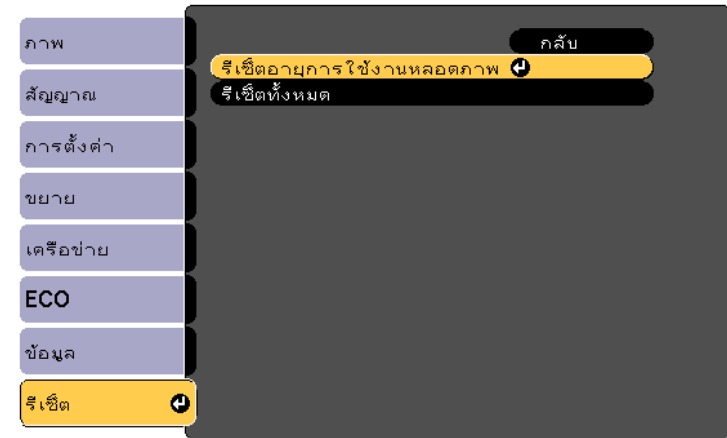 ภาพ
สัญญาณ
การตั้งค่า
ขยาย
เครือข่าย
ECO
ข้อมูล
รีเซ็ต
กลับ
รีเซ็ตอายุการใช้งานหลอดภาพ
รีเซ็ตทั้งหมด